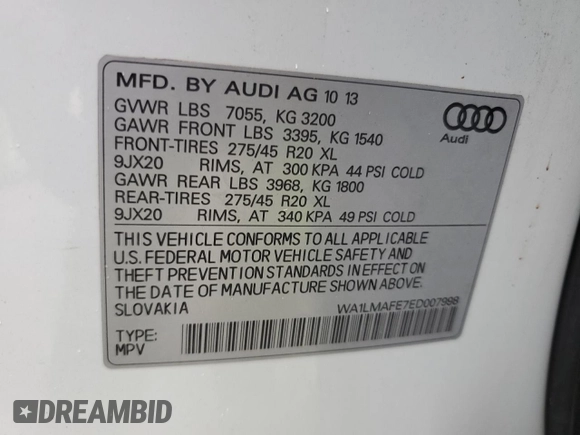 MFD. BY AUDI AG 10 13
GVWR LBS 7055, KG 3200
GAWR FRONT LBS 3395, KG 1540
FRONT-TIRES 275/45 R20 XL
9JX20 RIMS, AT 300 KPA 44 PSI COLD
GAWR REAR LBS 3968, KG 1800
REAR-TIRES 275/45 R20 XL
9JX20 RIMS, AT 340 KPA 49 PSI COLD
Audi
THIS VEHICLE CONFORMS TO ALL APPLICABLE
U.S. FEDERAL MOTOR VEHICLE SAFETY AND
THEFT PREVENTION STANDARDS IN EFFECT ON
THE DATE OF MANUFACTURE SHOWN ABOVE.
SLOVAKIA WA1LMAFE7ED007988
TYPE:
MPV
DREAMBID